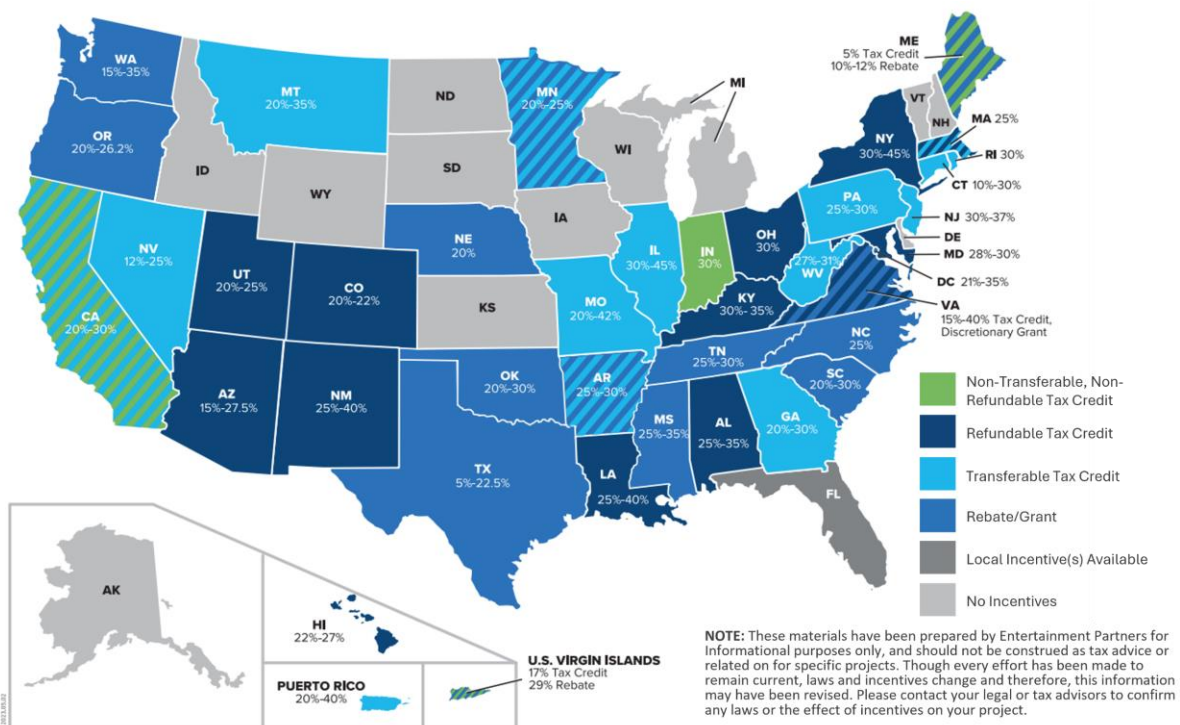 WA
15%-35%
MT
20%-35%
ND
MN
20%-25%
MI
ME
5% Tax Credit
10%-12% Rebate
VT
NH
OR
20%-26.2%
ID
SD
WI
NY
30%-45%
MA 25%
RI 30%
CT 10%-30%
WY
IA
PA
25%-30%
NJ 30%-37%
DE
MD 28%-30%
DC 21%-35%
NV
12%-25%
NE
20%
IL
30%-45%
IN
30%
OH
30%
27%-31%
WV
VA
15%-40% Tax Credit,
Discretionary Grant
UT
20%-25%
CO
20%-22%
KS
MO
20%-42%
KY
30%- 35%
CA
20%-30%
NC
25%
TN
25%-30%
AZ
15%-27.5%
NM
25%-40%
OK
20%-30%
AR
25%-30%
SC
20%-30%
MS
25%-35%
AL
25%-35%
GA
20%-30%
TX
5%-22.5%
LA
25%-40%
FL
Non-Transferable, Non-
Refundable Tax Credit
Refundable Tax Credit
Transferable Tax Credit
Rebate/Grant
Local Incentive(s) Available
No Incentives
AK
HI
22%-27%
PUERTO RICO
20%-40%
U.S. VIRGIN ISLANDS
17% Tax Credit
29% Rebate
NOTE: These materials have been prepared by Entertainment Partners for
Informational purposes only, and should not be construed as tax advice or
related on for specific projects. Though every effort has been made to
remain current, laws and incentives change and therefore, this information
may have been revised. Please contact your legal or tax advisors to confirm
any laws or the effect of incentives on your project.